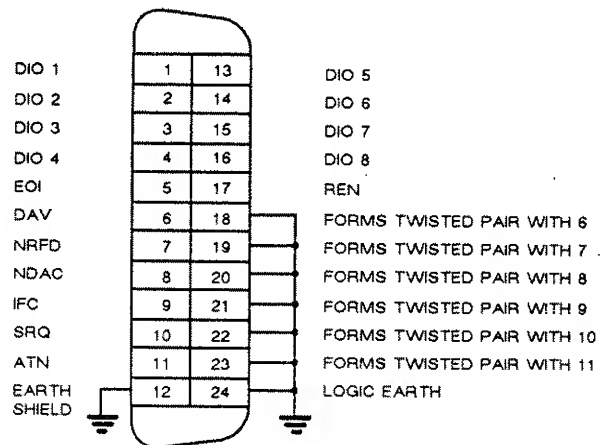 DIO 1 1 13 DIO 5
DIO 2 2 14 DIO 6
DIO 3 3 15 DIO 7
DIO 4 4 16 DIO 8
EOI 5 17 REN
DAV 6 18 FORMS TWISTED PAIR WITH 6
NRFD 7 19 FORMS TWISTED PAIR WITH 7
NDAC 8 20 FORMS TWISTED PAIR WITH 8
IFC 9 21 FORMS TWISTED PAIR WITH 9
SRQ 10 22 FORMS TWISTED PAIR WITH 10
ATN 11 23 FORMS TWISTED PAIR WITH 11
EARTH 12 24 LOGIC EARTH
SHIELD